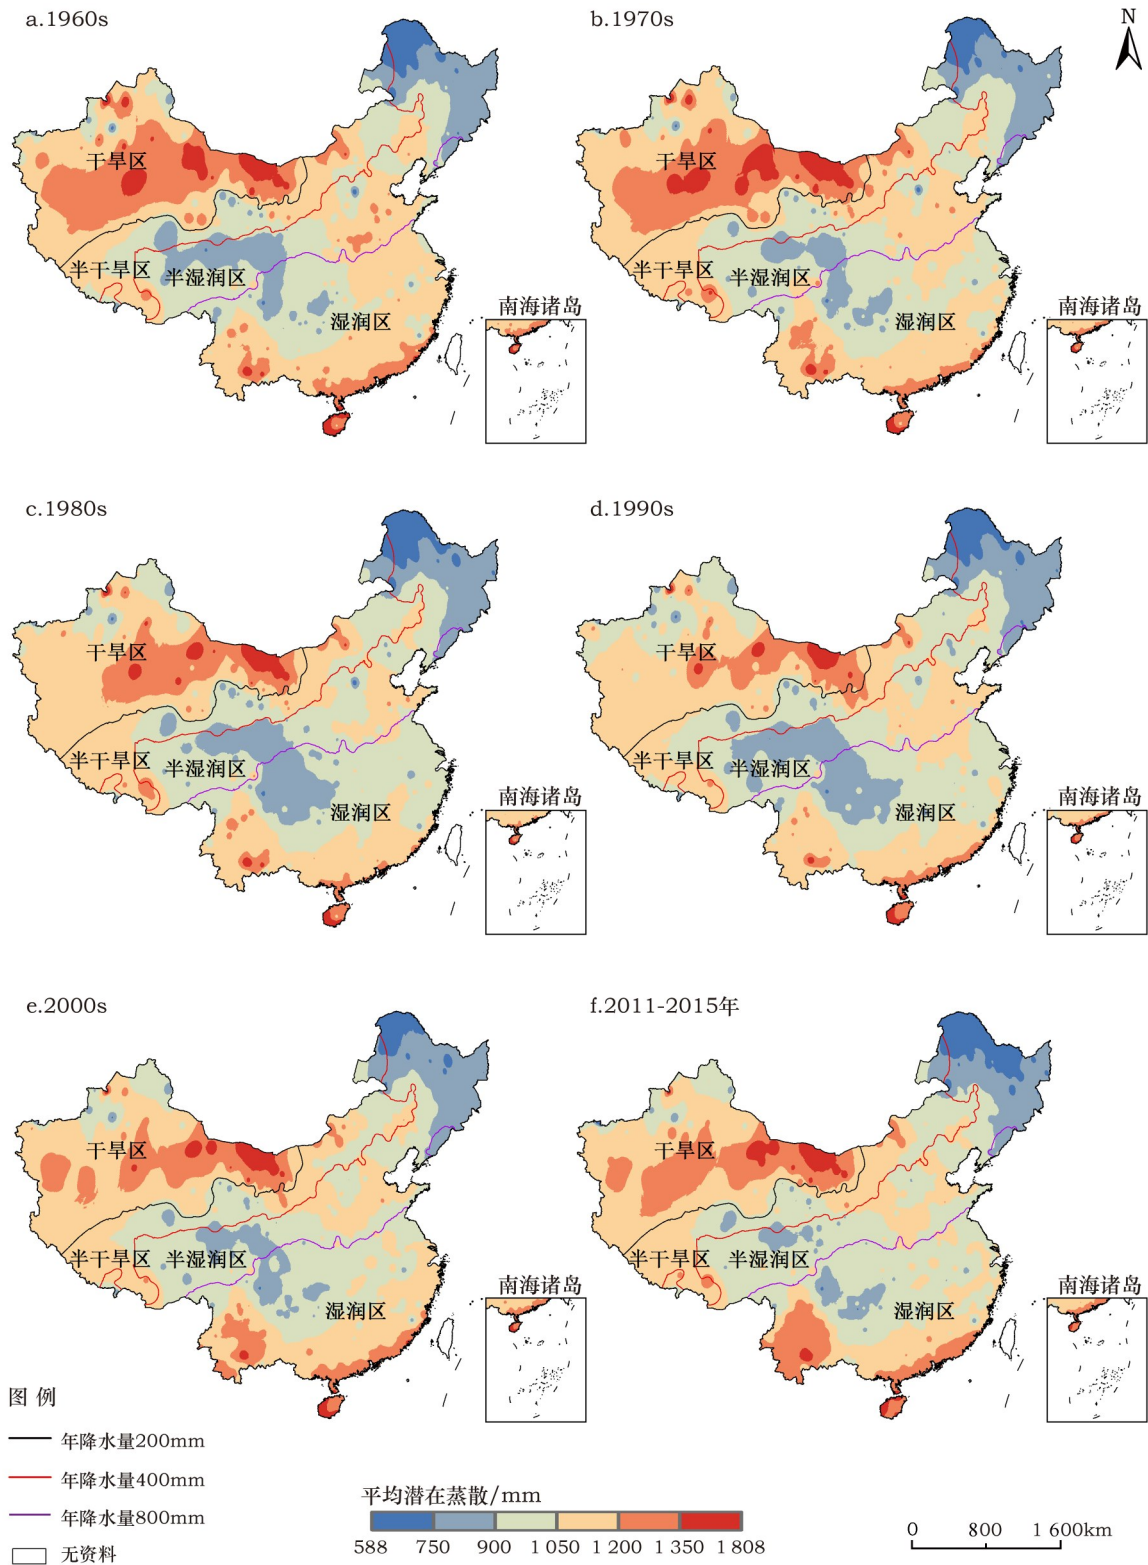 a.1960s
b.1970s
N
干旱区
半干旱区
半湿润区
湿润区
南海诸岛
干旱区
半干旱区
半湿润区
湿润区
南海诸岛
c.1980s
d.1990s
干旱区
半干旱区
半湿润区
湿润区
南海诸岛
干旱区
半干旱区
半湿润区
湿润区
南海诸岛
e.2000s
f.2011-2015年
干旱区
半干旱区
半湿润区
湿润区
南海诸岛
干旱区
半干旱区
半湿润区
湿润区
南海诸岛
图 例
年降水量200mm
年降水量400mm
年降水量800mm
无资料
平均潜在蒸散/mm
588 750 900 1 050 1 200 1 350 1 808
0 800 1 600km